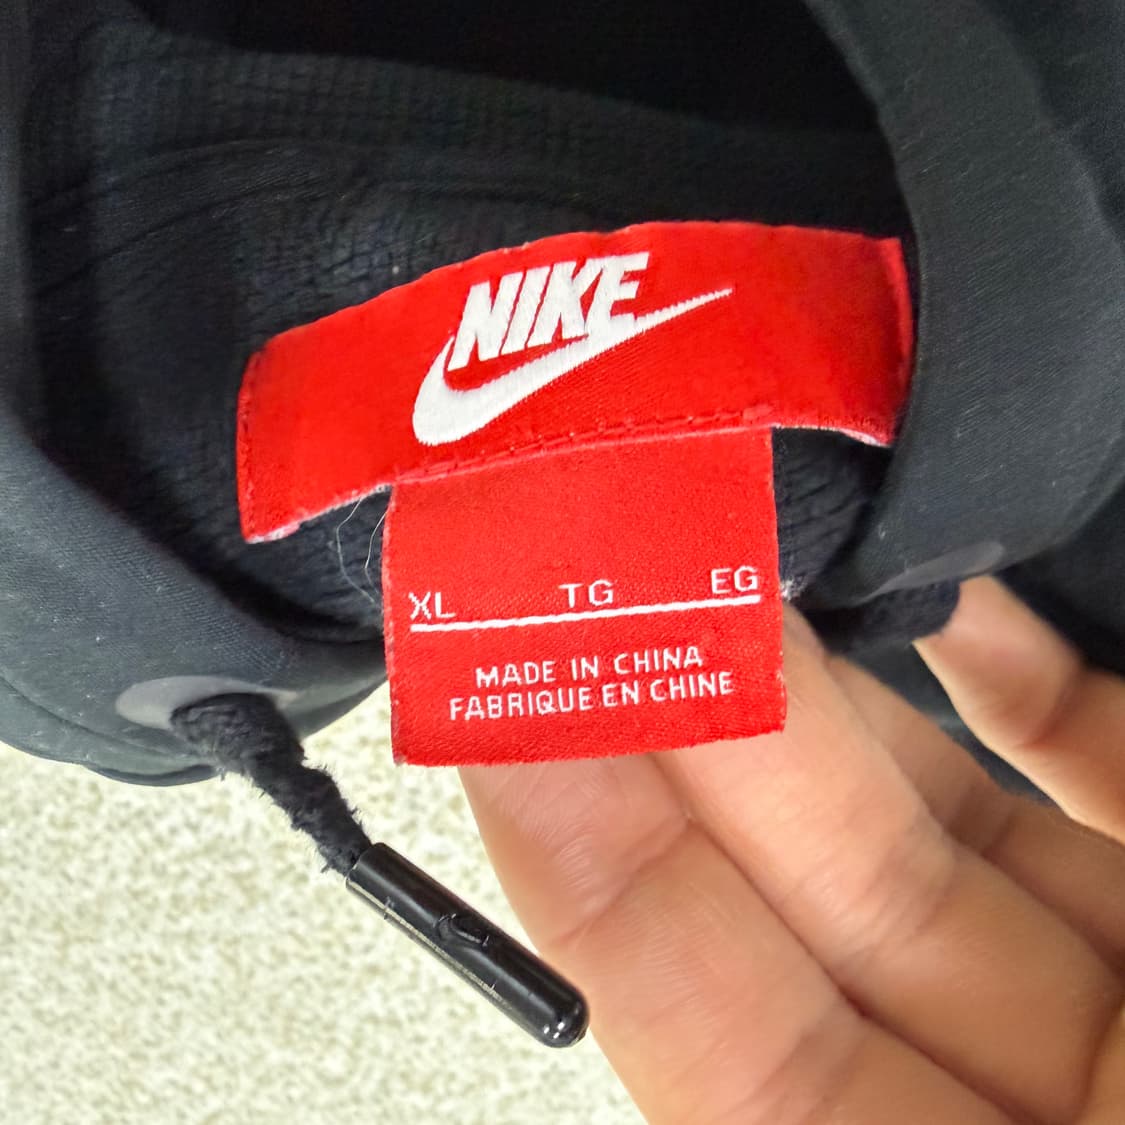 NIKE
XL TG EG
MADE IN CHINA
FABRIQUE EN CHINE